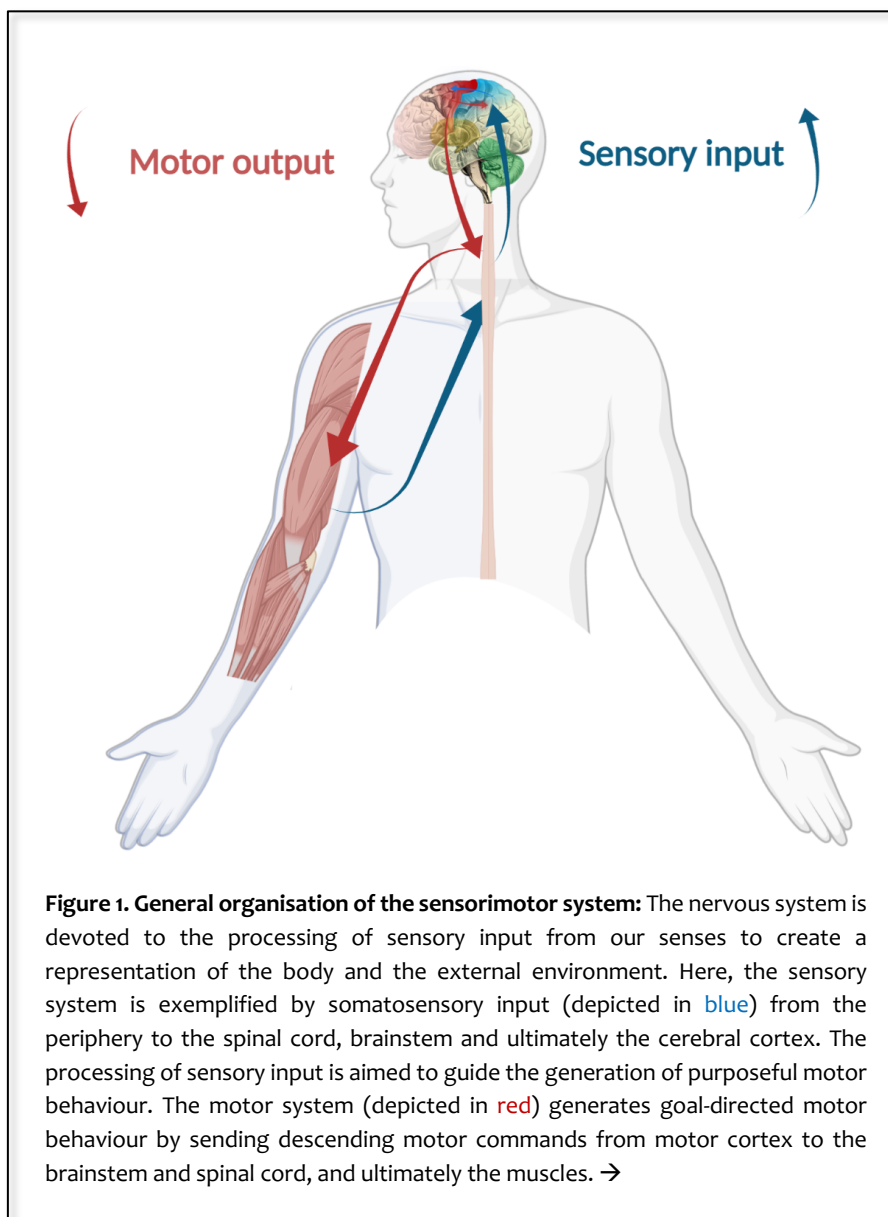 Motor output
Sensory input
Figure 1. General organisation of the sensorimotor system: The nervous system is
devoted to the processing of sensory input from our senses to create a
representation of the body and the external environment. Here, the sensory
system is exemplified by somatosensory input (depicted in blue) from the
periphery to the spinal cord, brainstem and ultimately the cerebral cortex. The
processing of sensory input is aimed to guide the generation of purposeful motor
behaviour. The motor system (depicted in red) generates goal-directed motor
behaviour by sending descending motor commands from motor cortex to the
brainstem and spinal cord, and ultimately the muscles. →